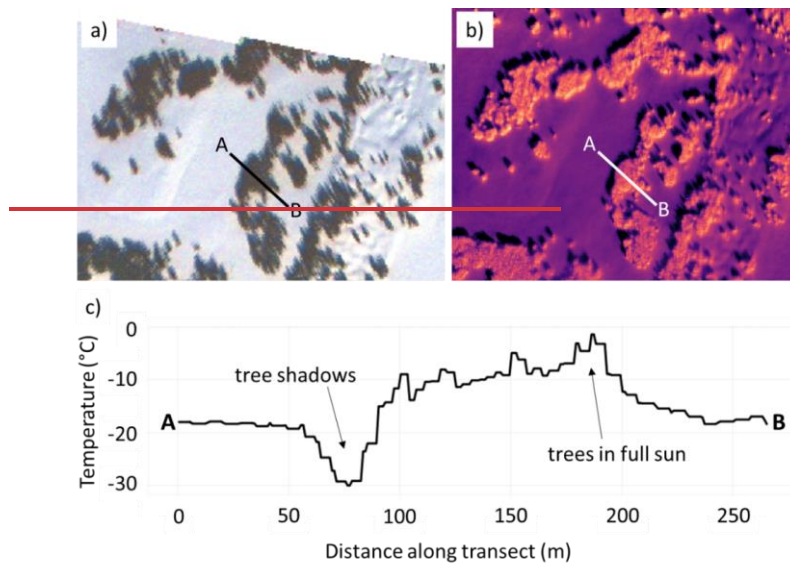 a)
b)
A
B
A
B
c)
0
-10
-20
-30
Temperature (°C)
tree shadows
trees in full sun
A
B
0
50
100
150
200
250
Distance along transect (m)